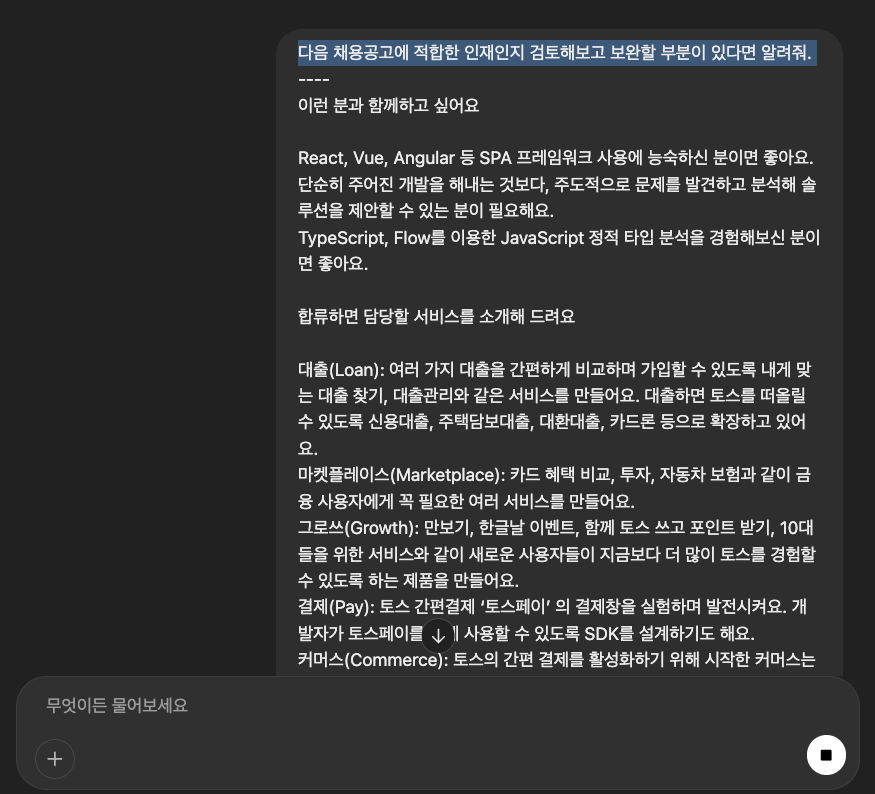 다음 채용공고에 적합한 인재인지 검토해보고 보완할 부분이 있다면 알려줘.
----
이런 분과 함께하고 싶어요
React, Vue, Angular 등 SPA 프레임워크 사용에 능숙하신 분이면 좋아요.
단순히 주어진 개발을 해내는 것보다, 주도적으로 문제를 발견하고 분석해 솔
루션을 제안할 수 있는 분이 필요해요.
TypeScript, Flow를 이용한 JavaScript 정적 타입 분석을 경험해보신 분이
면 좋아요.
합류하면 담당할 서비스를 소개해 드려요
대출(Loan): 여러 가지 대출을 간편하게 비교하며 가입할 수 있도록 내게 맞
는 대출 찾기, 대출관리와 같은 서비스를 만들어요. 대출하면 토스를 떠올릴
수 있도록 신용대출, 주택담보대출, 대환대출, 카드론 등으로 확장하고 있어
요.
마켓플레이스(Marketplace): 카드 혜택 비교, 투자, 자동차 보험과 같이 금
융 사용자에게 꼭 필요한 여러 서비스를 만들어요.
그로쓰(Growth): 만보기, 한글날 이벤트, 함께 토스 쓰고 포인트 받기, 10대
들을 위한 서비스와 같이 새로운 사용자들이 지금보다 더 많이 토스를 경험할
수 있도록 하는 제품을 만들어요.
결제(Pay): 토스 간편결제 ‘토스페이’ 의 결제창을 실험하며 발전시켜요. 개
발자가 토스페이를 사용할 수 있도록 SDK를 설계하기도 해요.
커머스(Commerce): 토스의 간편 결제를 활성화하기 위해 시작한 커머스는
무엇이든 물어보세요